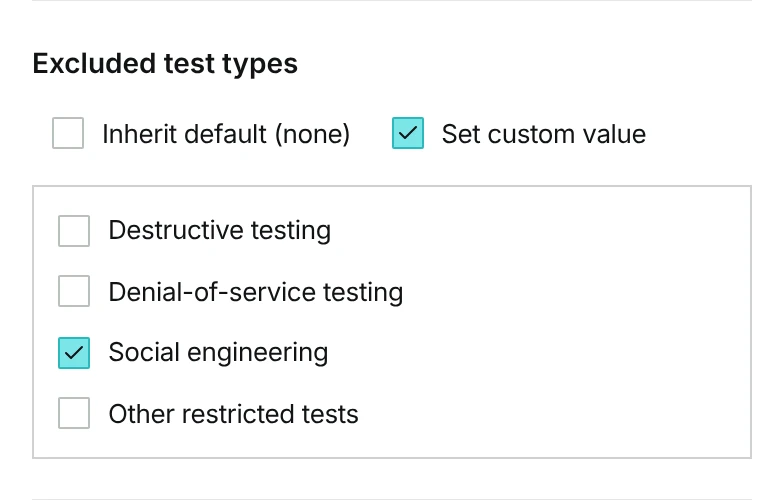 Excluded test types
Inherit default (none) Set custom value
Destructive testing
Denial-of-service testing
Social engineering
Other restricted tests